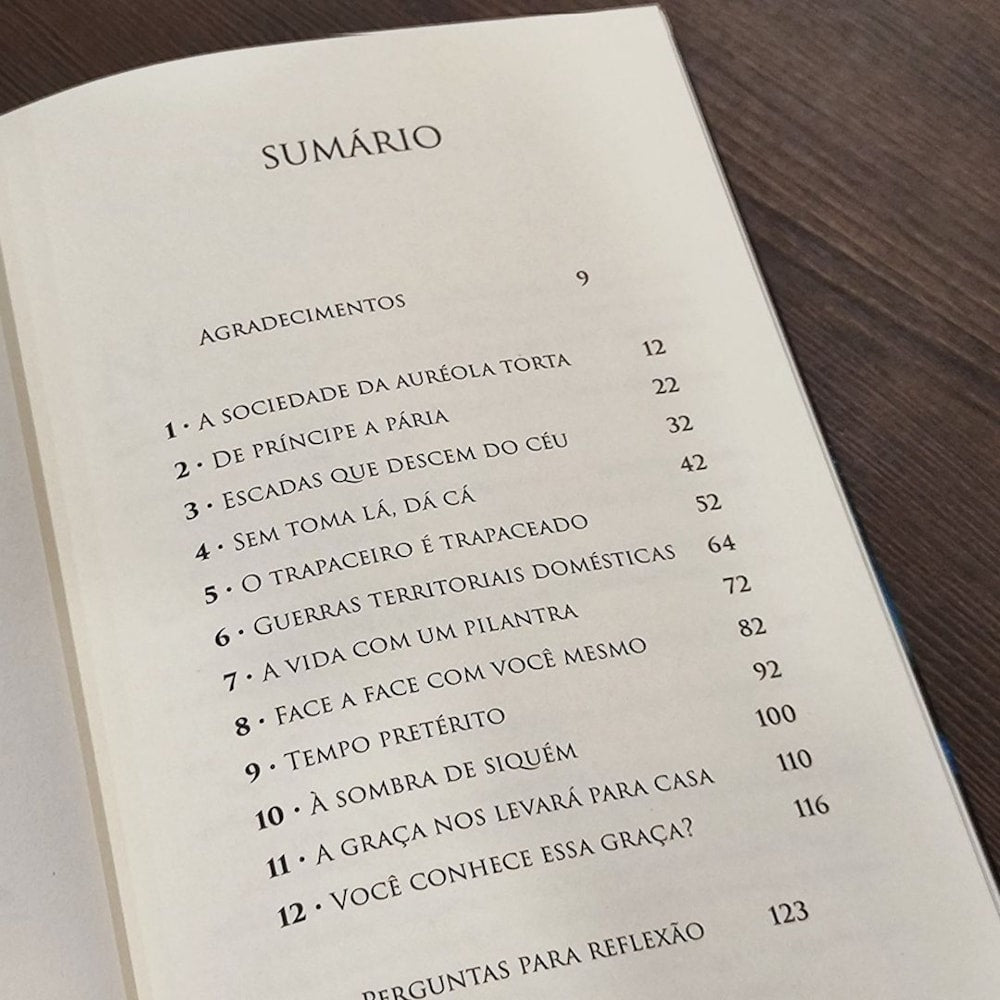 SUMÁRIO
AGRADECIMENTOS 9
1 • A SOCIEDADE DA AURÉOLA TORTA 12
2 • DE PRÍNCIPE A PÁRIA 22
3 • ESCADAS QUE DESCEM DO CÉU 32
4 • SEM TOMA LÁ, DÁ CÁ 42
5 • O TRAPACEIRO É TRAPACEADO 52
6 • GUERRAS TERRITORIAIS DOMÉSTICAS 64
7 • A VIDA COM UM PILANTRA 72
8 • FACE A FACE COM VOCÊ MESMO 82
9 • TEMPO PRETÉRITO 92
10 • À SOMBRA DE SIQUÉM 100
11 • A GRAÇA NOS LEVARÁ PARA CASA 110
12 • VOCÊ CONHECE ESSA GRAÇA? 116
PERGUNTAS PARA REFLEXÃO 123